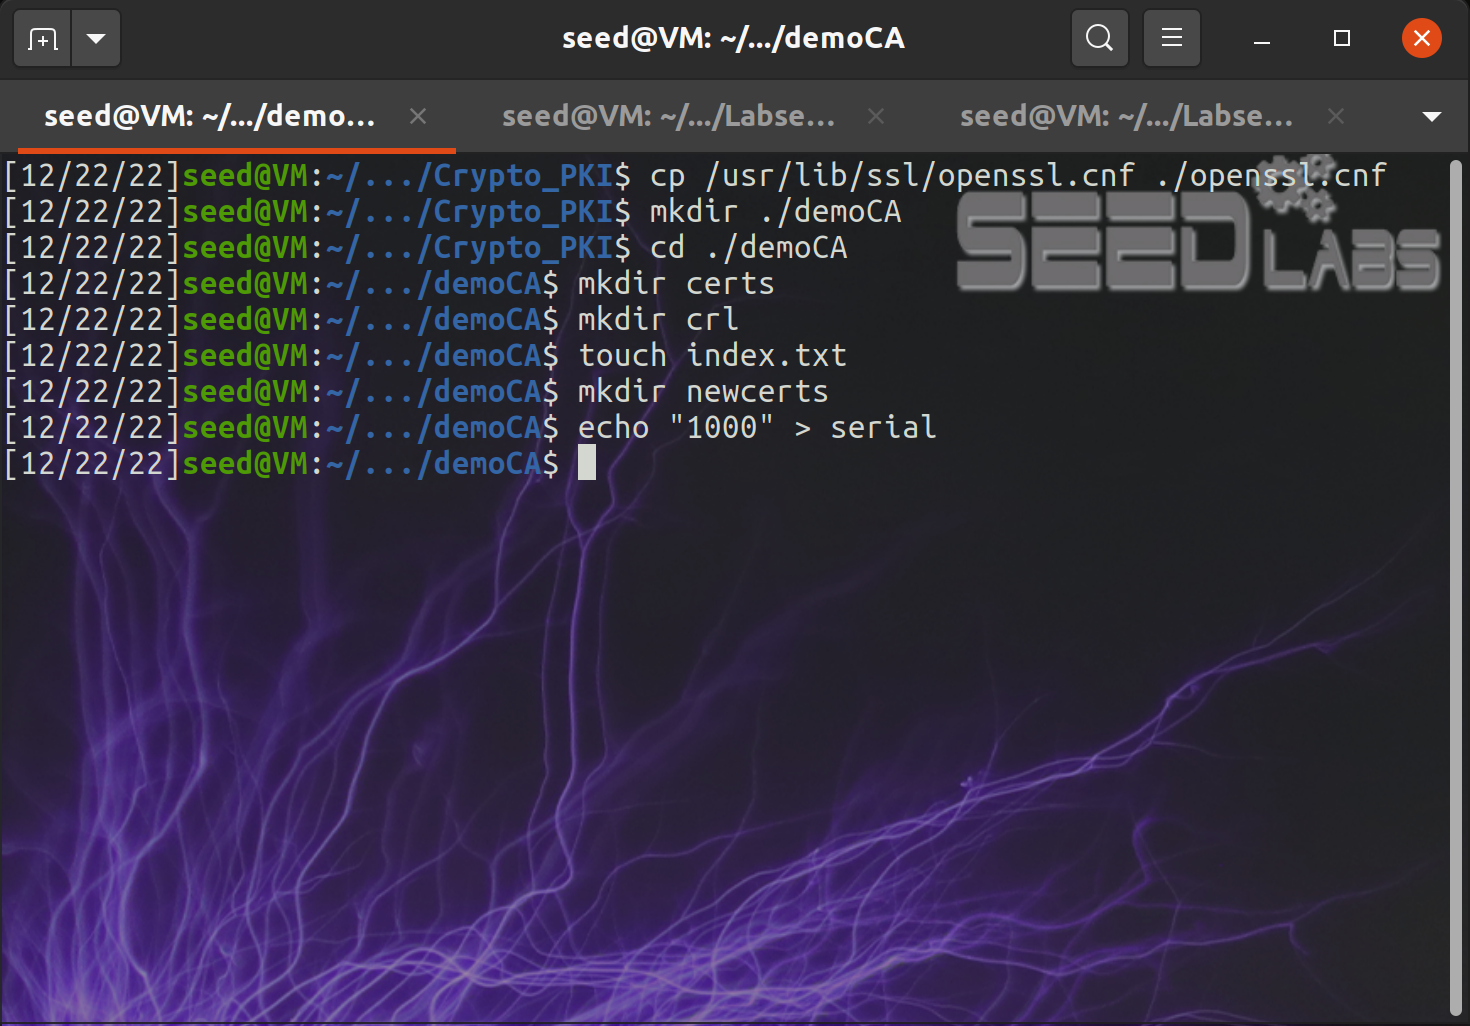 seed@VM: ~/.../demoCA
seed@VM: ~/.../demo... seed@VM: ~/.../Labse... seed@VM: ~/.../Labse...
[12/22/22]seed@VM:~/.../Crypto_PKI$ cp /usr/lib/ssl/openssl.cnf ./openssl.cnf
[12/22/22]seed@VM:~/.../Crypto_PKI$ mkdir ./demoCA
[12/22/22]seed@VM:~/.../Crypto_PKI$ cd ./demoCA
[12/22/22]seed@VM:~/.../demoCA$ mkdir certs
[12/22/22]seed@VM:~/.../demoCA$ mkdir crl
[12/22/22]seed@VM:~/.../demoCA$ touch index.txt
[12/22/22]seed@VM:~/.../demoCA$ mkdir newcerts
[12/22/22]seed@VM:~/.../demoCA$ echo "1000" > serial
[12/22/22]seed@VM:~/.../demoCA$
SEED LABS